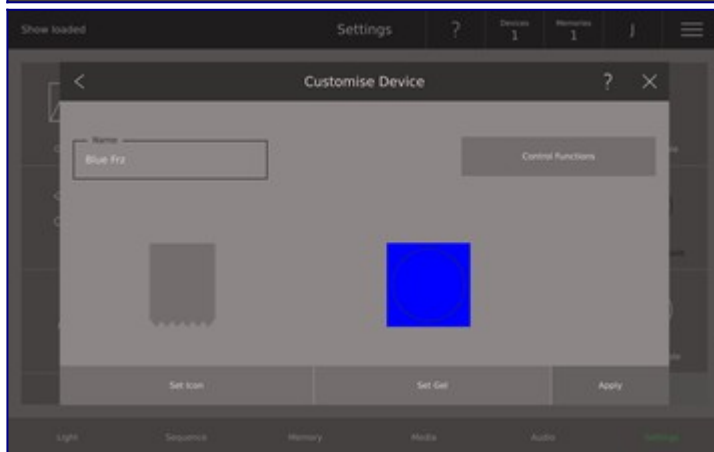 Show loaded
Settings
?
Devices
1
Memories
1
J
Customise Device
?
Name
Blue Frz
Control Functions
Set Icon
Set Gel
Apply
Light
Sequence
Memory
Media
Audio
Settings